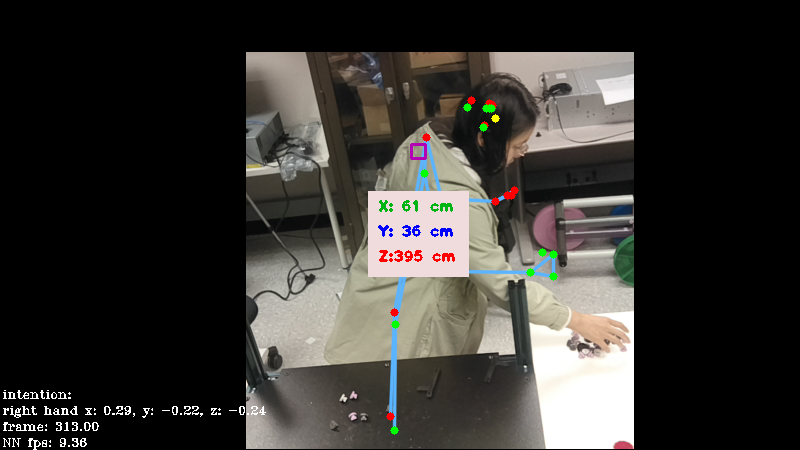 X: 61 cm
Y: 36 cm
Z:395 cm
intention:
right hand x: 0.29, y: -0.22, z: -0.24
frame: 313.00
NN fps: 9.36